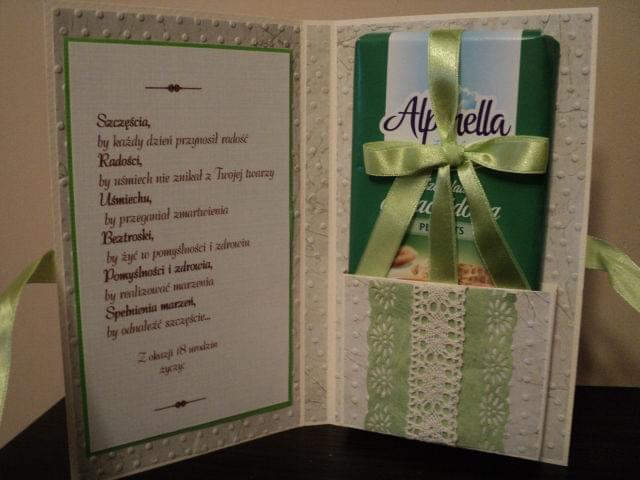 Szczęścia,
by każdy dzień przynosił radość
Radości,
by uśmiech nie znikał z Twojej twarzy
Uśmiechu,
by przeganiał zmartwienia
Beztroski,
by żyć w pomyślności i zdrowiu
Pomyślności i zdrowia,
by realizować marzenia
Spełnienia marzeń,
by odnaleźć szczęście...
Z okazji 18 urodzin
życzyć
Alpinella